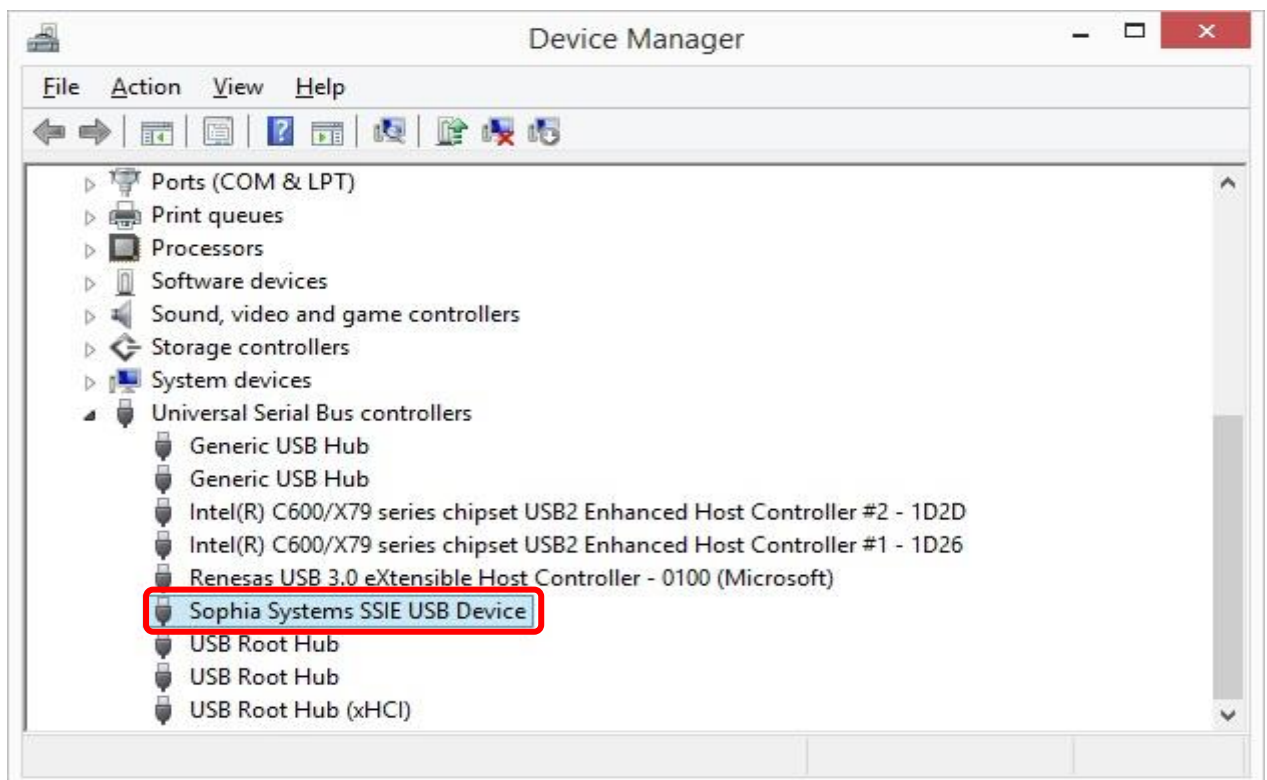 Device Manager
File Action View Help
Ports (COM & LPT)
Print queues
Processors
Software devices
Sound, video and game controllers
Storage controllers
System devices
Universal Serial Bus controllers
Generic USB Hub
Generic USB Hub
Intel(R) C600/X79 series chipset USB2 Enhanced Host Controller #2 - 1D2D
Intel(R) C600/X79 series chipset USB2 Enhanced Host Controller #1 - 1D26
Renesas USB 3.0 eXtensible Host Controller - 0100 (Microsoft)
Sophia Systems SSIE USB Device
USB Root Hub
USB Root Hub
USB Root Hub (xHCI)